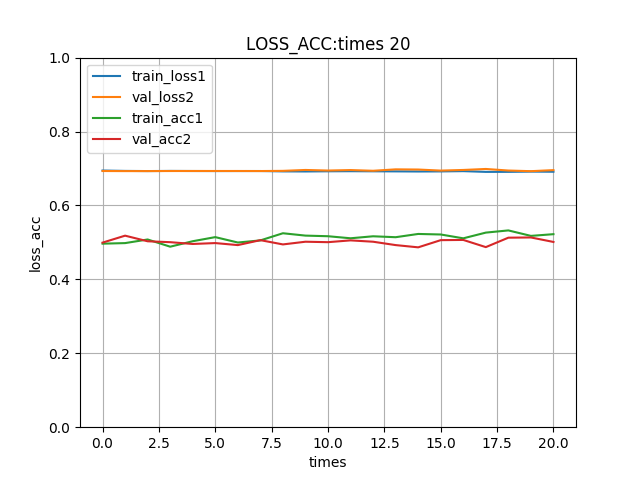 LOSS_ACC:times 20
1.0
0.8
0.6
0.4
0.2
0.0
loss_acc
train_loss1
val_loss2
train_acc1
val_acc2
0.0 2.5 5.0 7.5 10.0 12.5 15.0 17.5 20.0
times